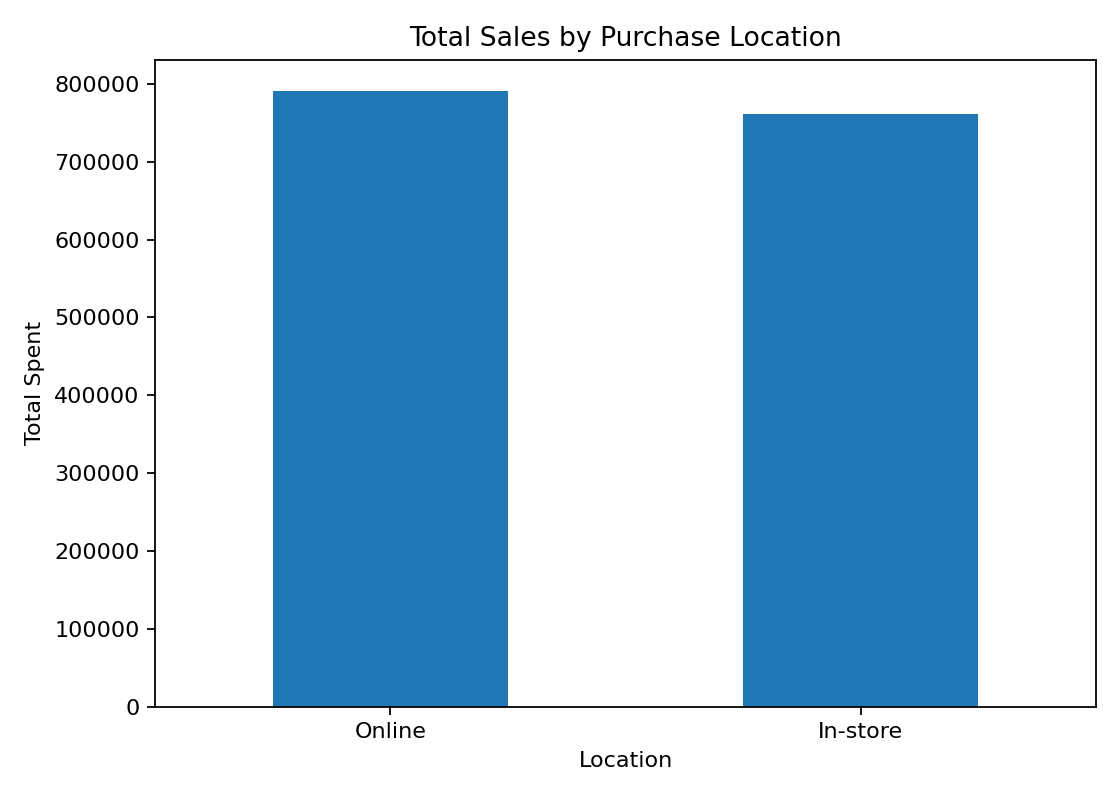 Total Sales by Purchase Location
800000
700000
600000
500000
400000
300000
200000
100000
0
Total Spent
Online
In-store
Location